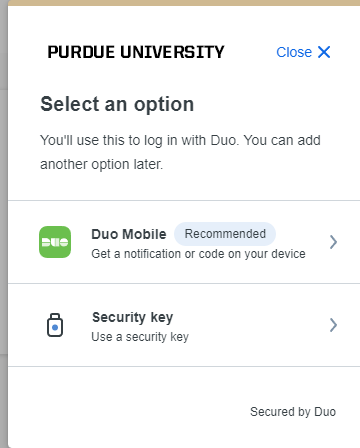 PURDUE UNIVERSITY
Close
Select an option
You'll use this to log in with Duo. You can add
another option later.
DUO
Duo Mobile Recommended
Get a notification or code on your device
Security key
Use a security key
Secured by Duo